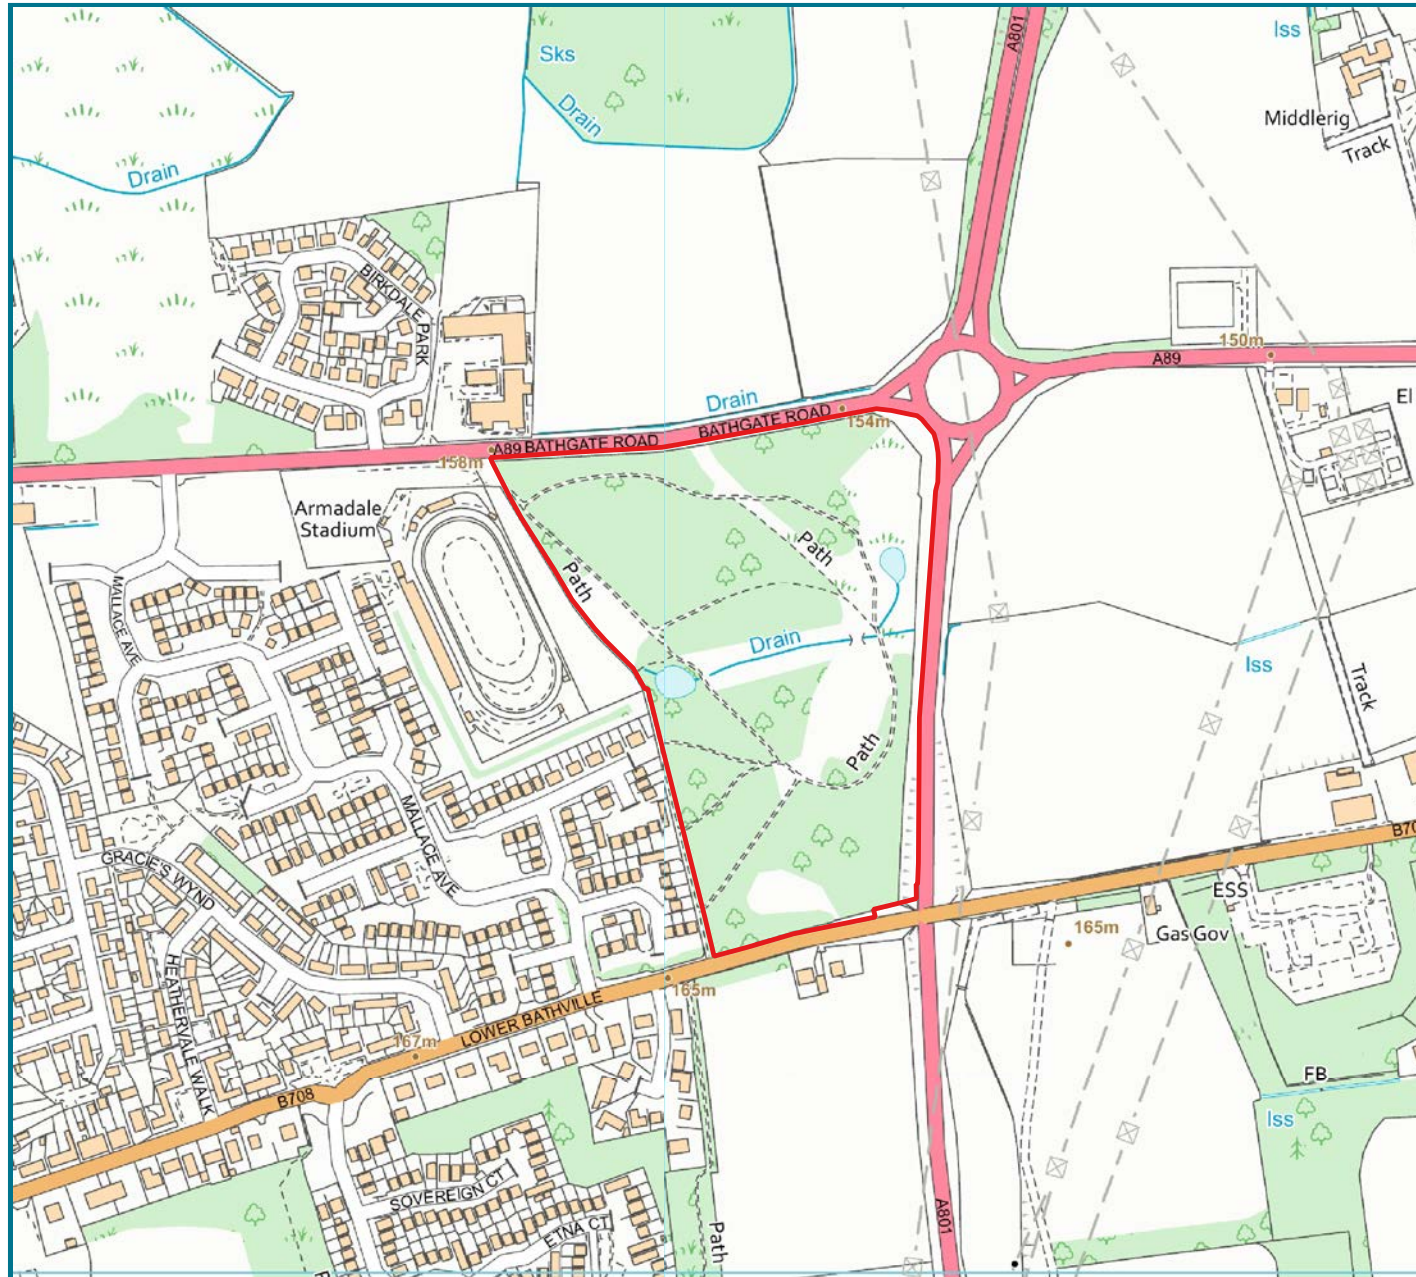 A801
Iss
Sks
Drain
Middlerig
Track
Drain
BIRKDALE PARK
150m
A89
Drain
El
BATHGATE ROAD
154m
A89 BATHGATE ROAD
158m
Armadale
Stadium
Path
Path
MALLACE AVE
Drain
Iss
Track
Path
MALLACE AVE
B70
GRACIE'S WYND
ESS
Gas Gov
165m
HEATHERVALE WALK
165m
LOWER BATHVILLE
167m
FB
B708
Iss
SOVEREIGN CT
A801
ETNA CT
Path